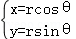 x=rcosθ
y=rsinθ